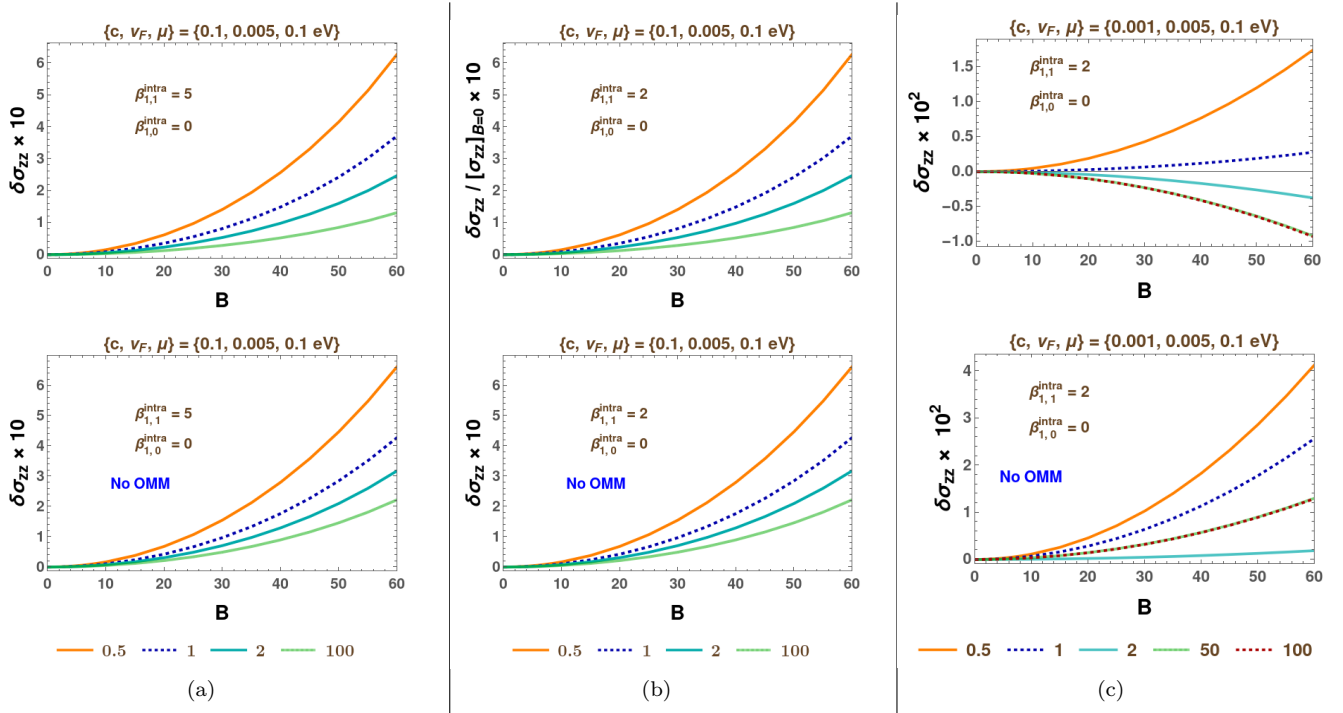 {c, v_F, μ} = {0.1, 0.005, 0.1 eV}
δσ_zz × 10
β^intra_1,1 = 5
β^intra_1,0 = 0
0 1 2 3 4 5 6
0 10 20 30 40 50 60
B
{c, v_F, μ} = {0.1, 0.005, 0.1 eV}
δσ_zz × 10
β^intra_1, 1 = 5
β^intra_1, 0 = 0
No OMM
0 1 2 3 4 5 6
0 10 20 30 40 50 60
B
0.5 1 2 100
(a)
{c, v_F, μ} = {0.1, 0.005, 0.1 eV}
δσ_zz / [σ_zz]_B=0 × 10
β^intra_1,1 = 2
β^intra_1,0 = 0
0 1 2 3 4 5 6
0 10 20 30 40 50 60
B
{c, v_F, μ} = {0.1, 0.005, 0.1 eV}
δσ_zz × 10
β^intra_1, 1 = 2
β^intra_1, 0 = 0
No OMM
0 1 2 3 4 5 6
0 10 20 30 40 50 60
B
0.5 1 2 100
(b)
{c, v_F, μ} = {0.001, 0.005, 0.1 eV}
δσ_zz × 10^2
β^intra_1,1 = 2
β^intra_1,0 = 0
-1.0 -0.5 0.0 0.5 1.0 1.5
0 10 20 30 40 50 60
B
{c, v_F, μ} = {0.001, 0.005, 0.1 eV}
δσ_zz × 10^2
β^intra_1, 1 = 2
β^intra_1, 0 = 0
No OMM
0 1 2 3 4
0 10 20 30 40 50 60
B
0.5 1 2 50 100
(c)